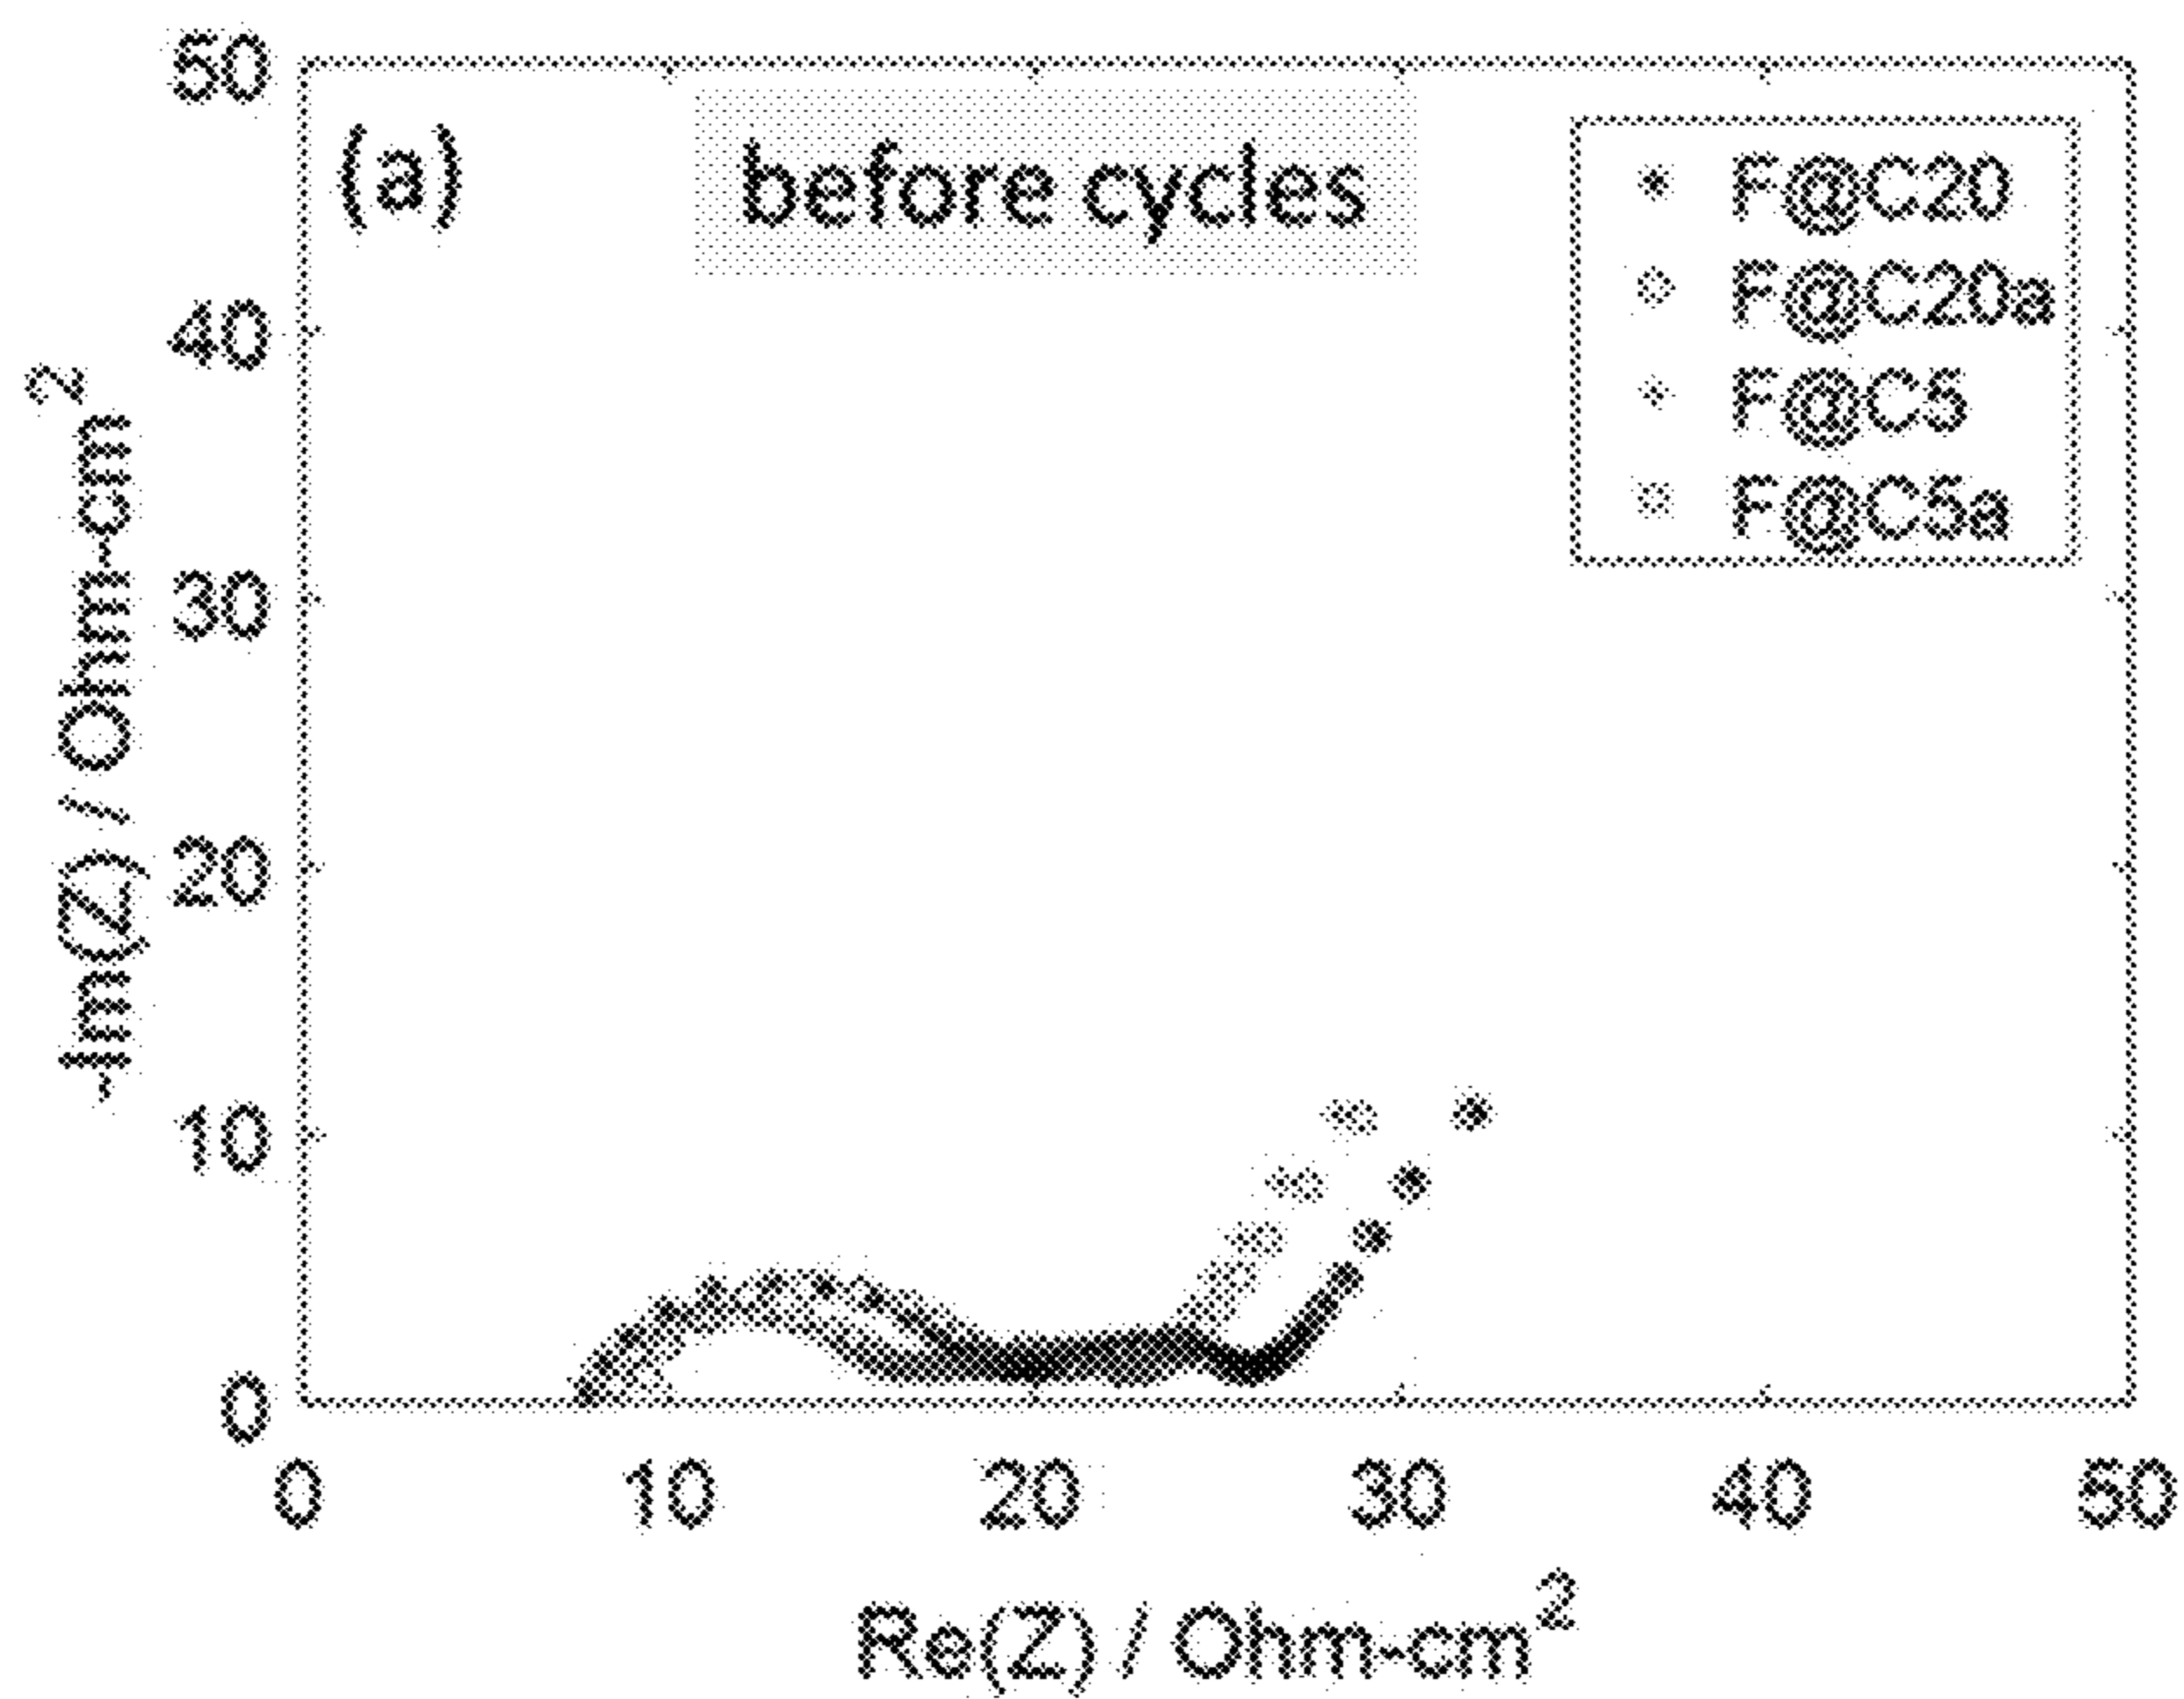 (a)
before cycles
F@C20
F@C20a
F@C5
F@C5a
-Im(Z) / Ohm-cm²
50
40
30
20
10
0
0 10 20 30 40 50
Re(Z) / Ohm-cm²